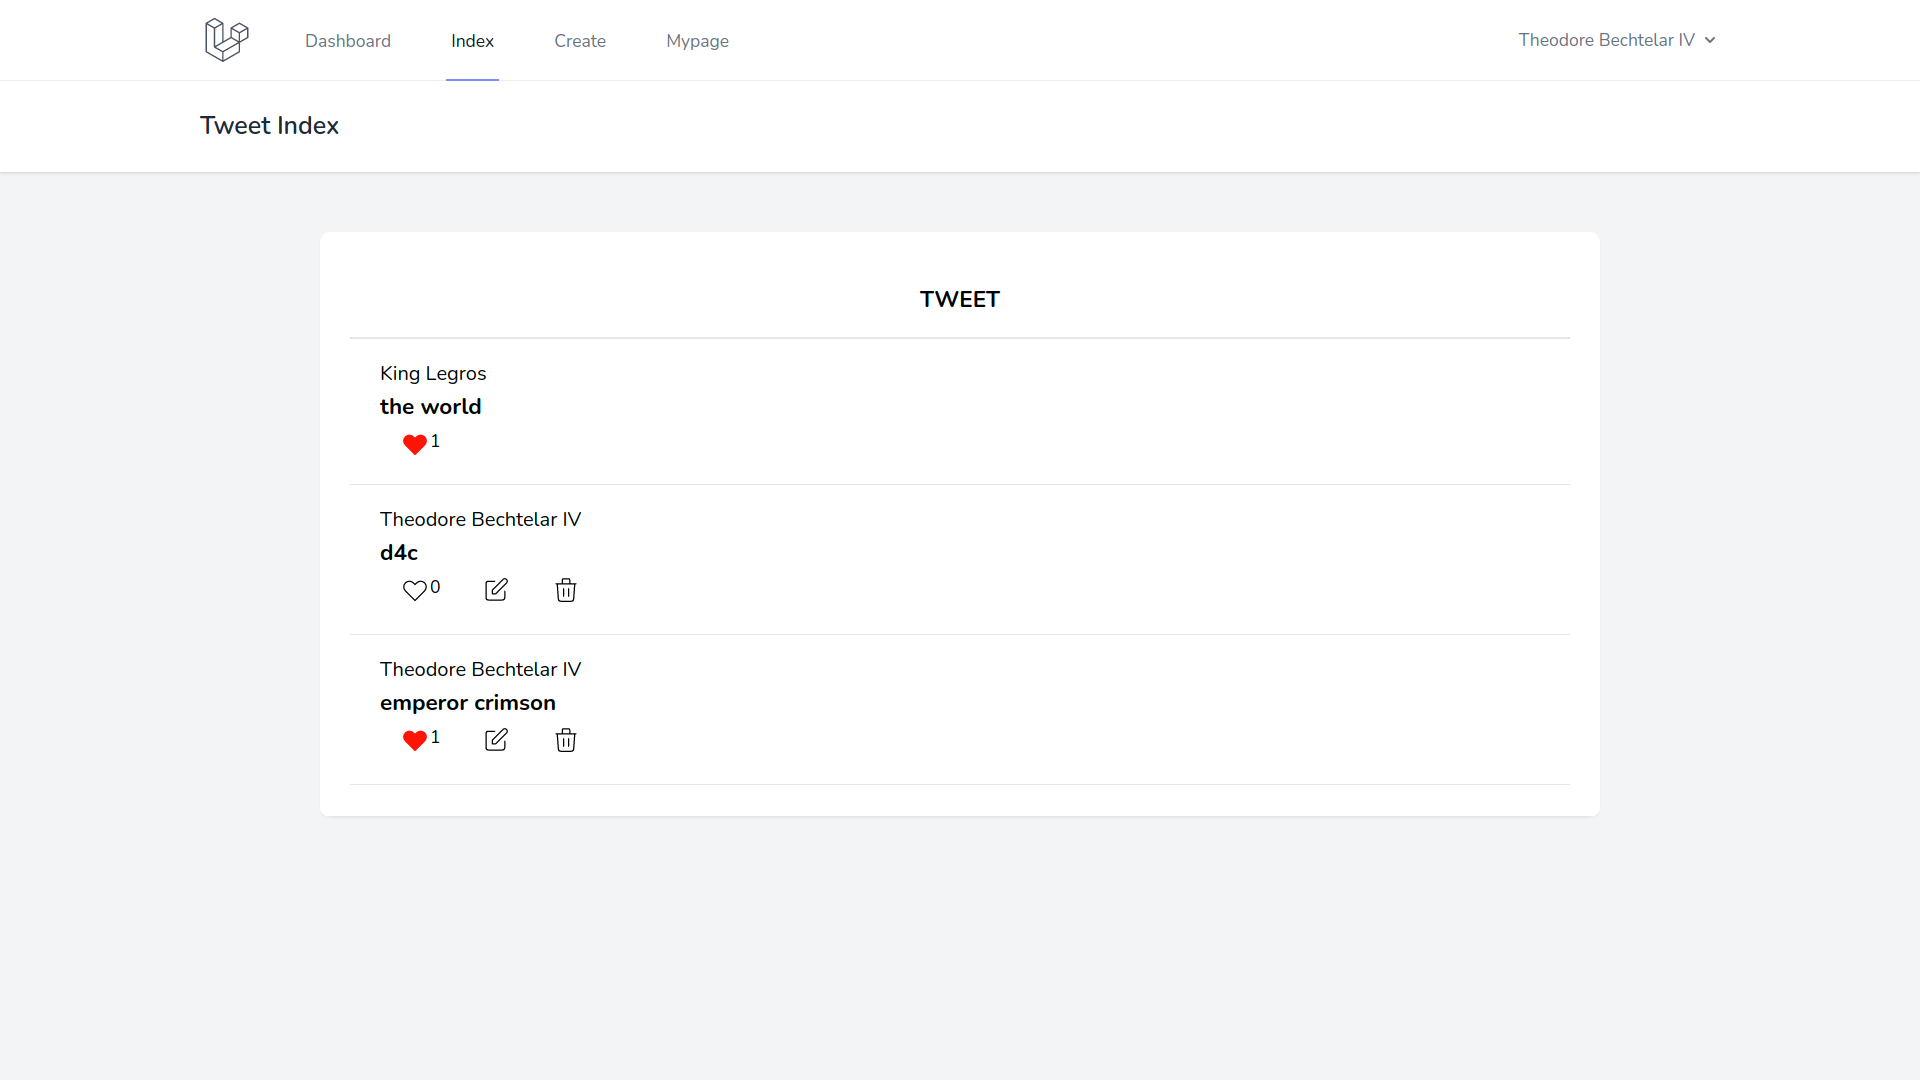 Dashboard Index Create Mypage Theodore Bechtelar IV
Tweet Index
TWEET
King Legros
the world
1
Theodore Bechtelar IV
d4c
0
Theodore Bechtelar IV
emperor crimson
1